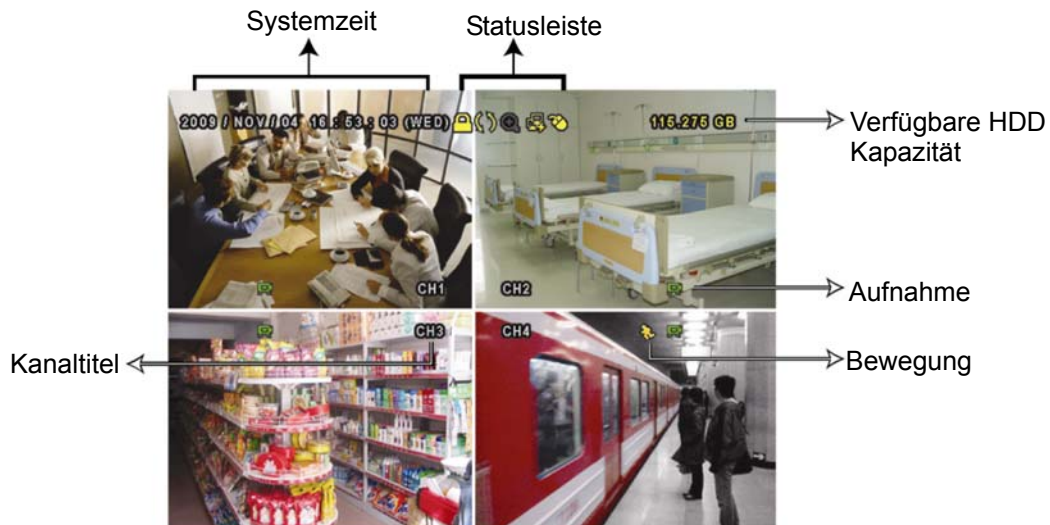 Systemzeit
Statusleiste
2009 / NOV / 04 16 : 53 : 03 (WED)
115.275 GB
Verfügbare HDD
Kapazität
CH1
CH2
Aufnahme
CH3
CH4
Kanaltitel
Bewegung